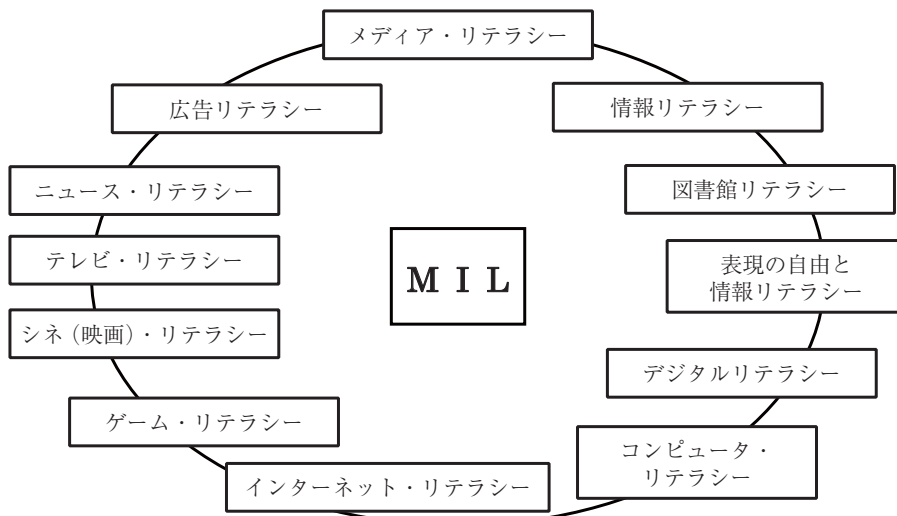 メディア・リテラシー
広告リテラシー
情報リテラシー
ニュース・リテラシー
図書館リテラシー
テレビ・リテラシー
MIL
表現の自由と
情報リテラシー
シネ（映画）・リテラシー
デジタルリテラシー
ゲーム・リテラシー
コンピュータ・
リテラシー
インターネット・リテラシー